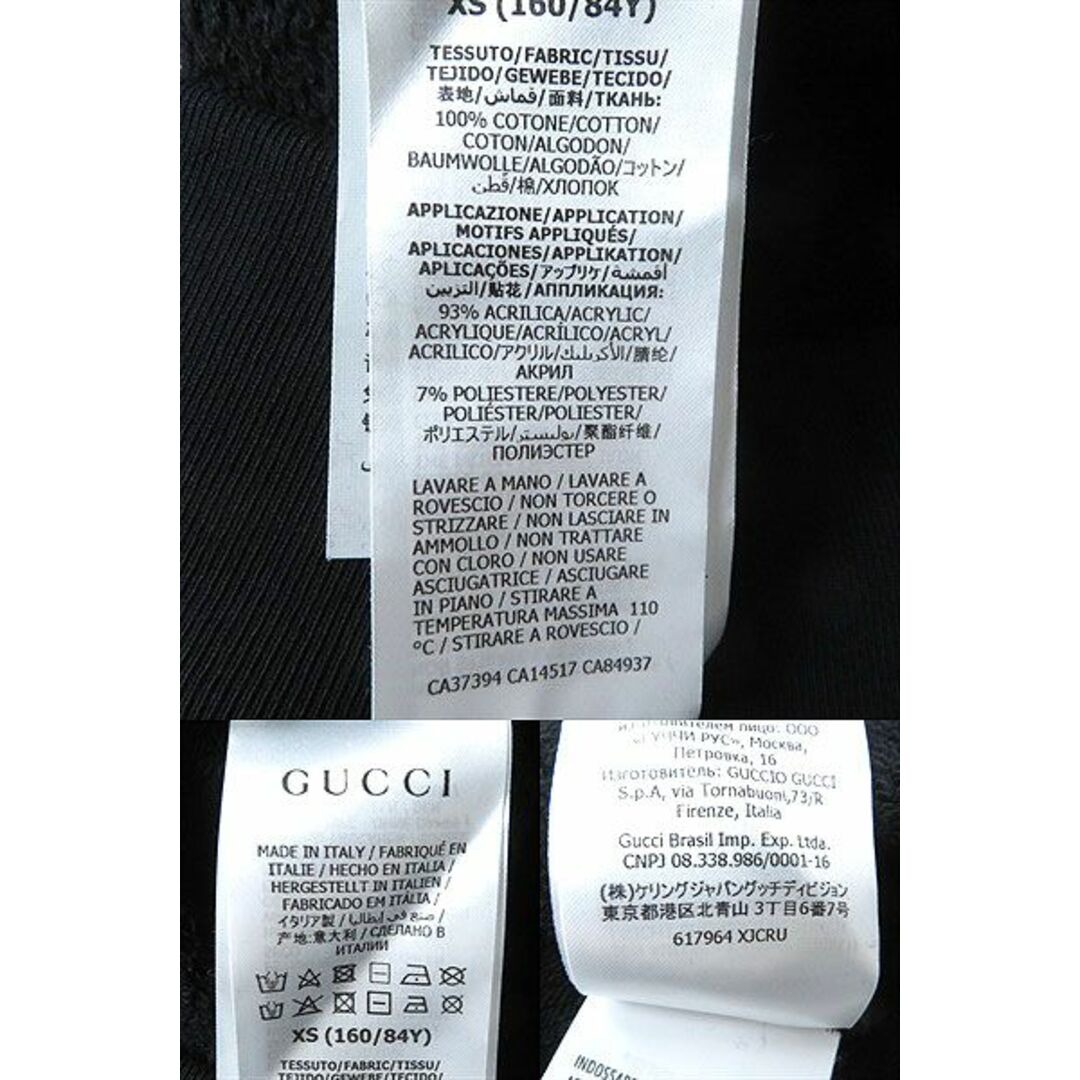 XS (160/84Y)
TESSUTO/FABRIC/TISSU/
TEJIDO/GEWEBE/TECIDO/
表地/قماش/面料/ТКАНЬ:
100% COTONE/COTTON/
COTON/ALGODON/
BAUMWOLLE/ALGODÃO/コットン/
قطن/棉/ХЛОПОК
APPLICAZIONE/APPLICATION/
MOTIFS APPLIQUÉS/
APLICACIONES/APPLIKATION/
APLICAÇÕES/アップリケ/أقمشة/
التزيين/贴花/АППЛИКАЦИЯ:
93% ACRILICA/ACRYLIC/
ACRYLIQUE/ACRÍLICO/ACRYL/
ACRILICO/アクリル/الأكريليك/腈纶/
АКРИЛ
7% POLIESTERE/POLYESTER/
POLIÉSTER/POLIESTER/
ポリエステル/بوليستر/聚酯纤维/
ПОЛИЭСТЕР
LAVARE A MANO / LAVARE A
ROVESCIO / NON TORCERE O
STRIZZARE / NON LASCIARE IN
AMMOLLO / NON TRATTARE
CON CLORO / NON USARE
ASCIUGATRICE / ASCIUGARE
IN PIANO / STIRARE A
TEMPERATURA MASSIMA 110
°C / STIRARE A ROVESCIO /
CA37394 CA14517 CA84937
GUCCI
MADE IN ITALY / FABRIQUÉ EN
ITALIE / HECHO EN ITALIA /
HERGESTELLT IN ITALIEN /
FABRICADO EM ITÁLIA /
イタリア製 / صنع في إيطاليا /
产地:意大利 / СДЕЛАНО В
ИТАЛИИ
XS (160/84Y)
TESSUTO/FABRIC/TISSU/
TEJIDO/GEWEBE/TECIDO/
лицо: ООО
«ГУЧЧИ РУС», Москва,
Петровка, 16
Изготовитель: GUCCIO GUCCI
S.p.A, via Tornabuoni,73/R
Firenze, Italia
Gucci Brasil Imp. Exp. Ltda.
CNPJ 08.338.986/0001-16
(株)ケリングジャパングッチディビジョン
東京都港区北青山 3丁目6番7号
617964 XJCRU